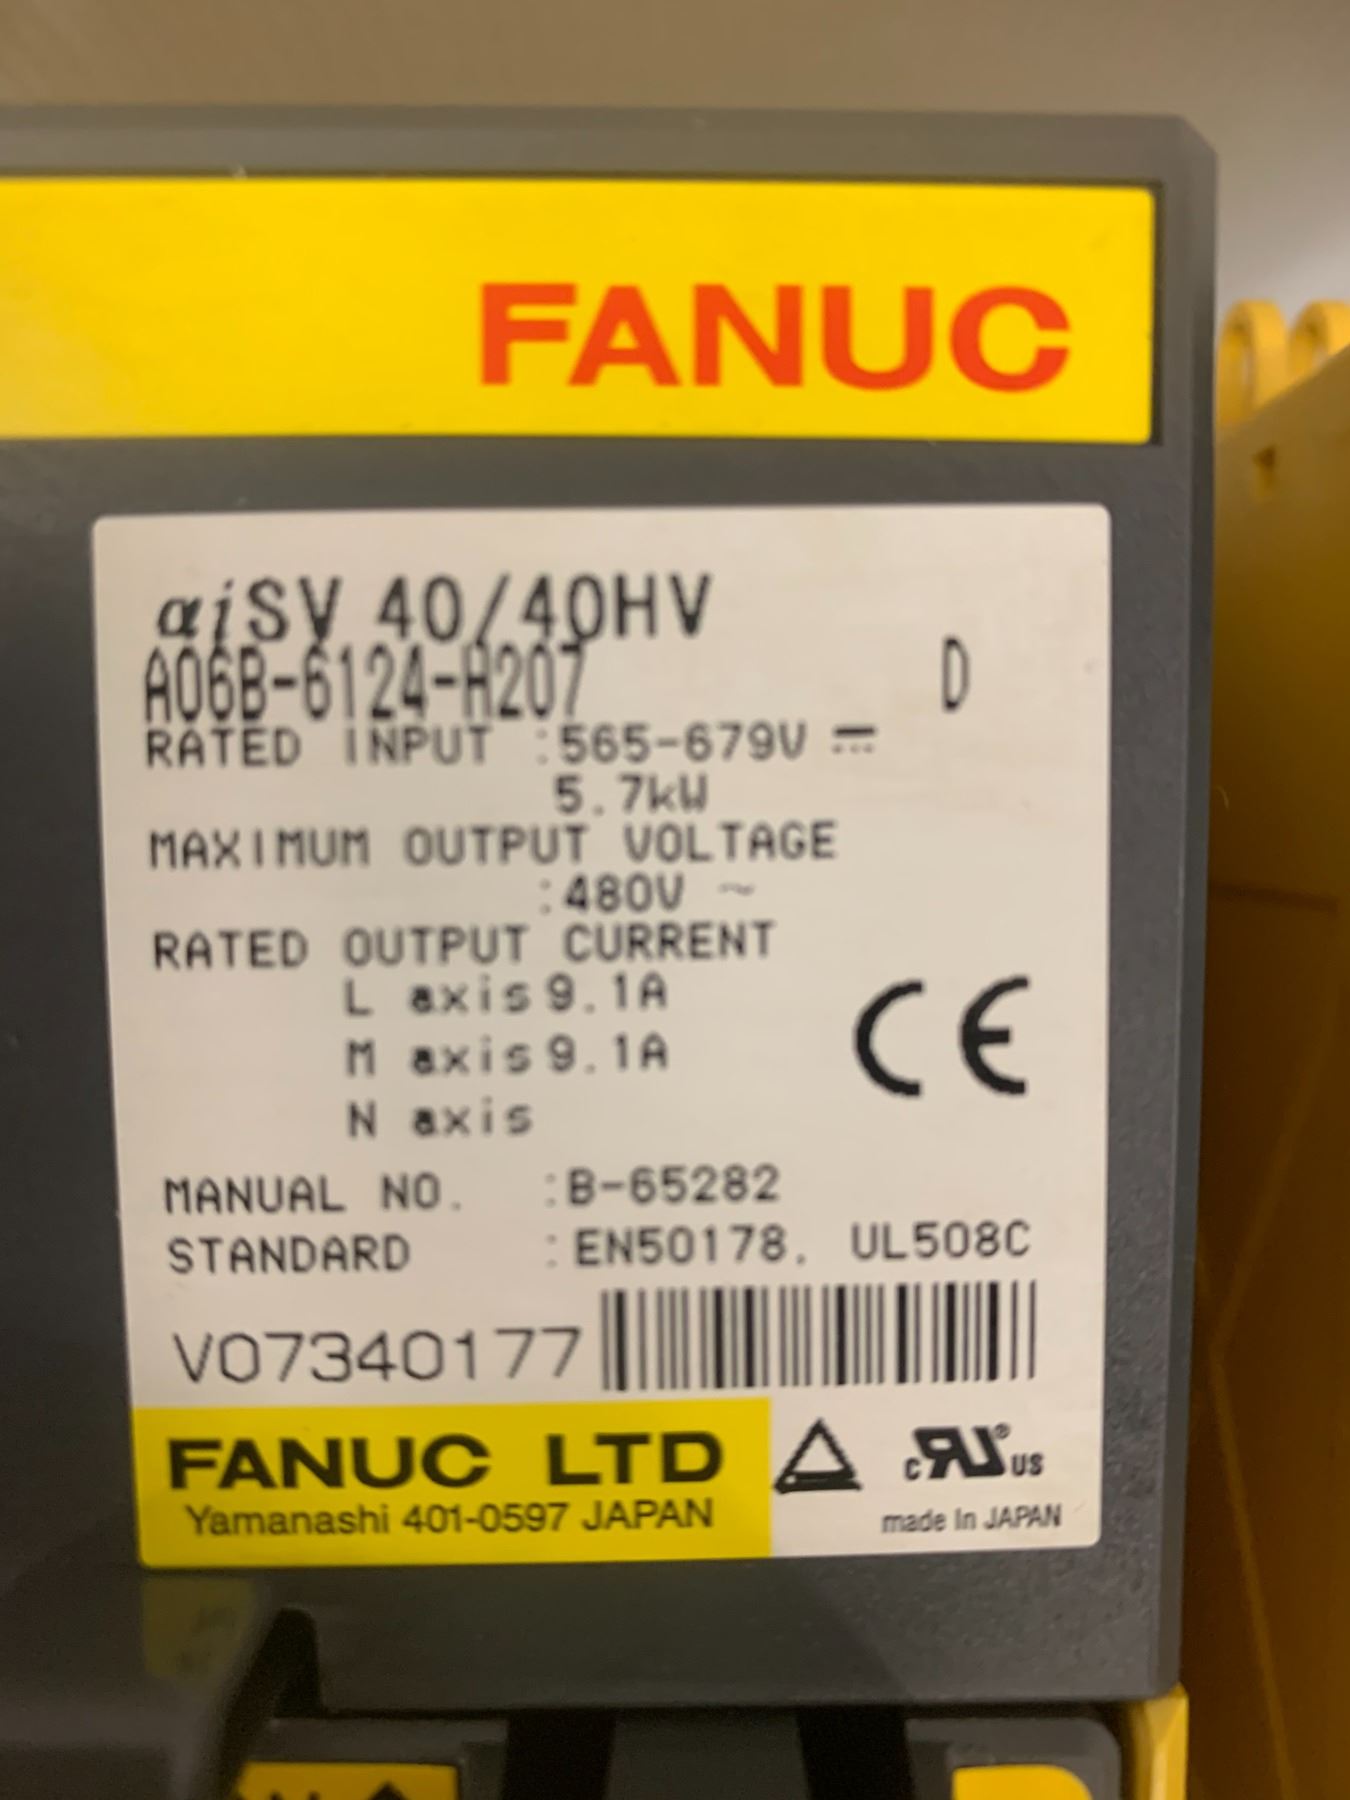 FANUC
αiSV 40/40HV
A06B-6124-H207 D
RATED INPUT :565-679V ⎓
5.7kW
MAXIMUM OUTPUT VOLTAGE
:480V ~
RATED OUTPUT CURRENT
L axis 9.1A
M axis 9.1A
N axis
CE
MANUAL NO. :B-65282
STANDARD :EN50178, UL508C
V07340177
FANUC LTD
Yamanashi 401-0597 JAPAN
c RU® US
made In JAPAN